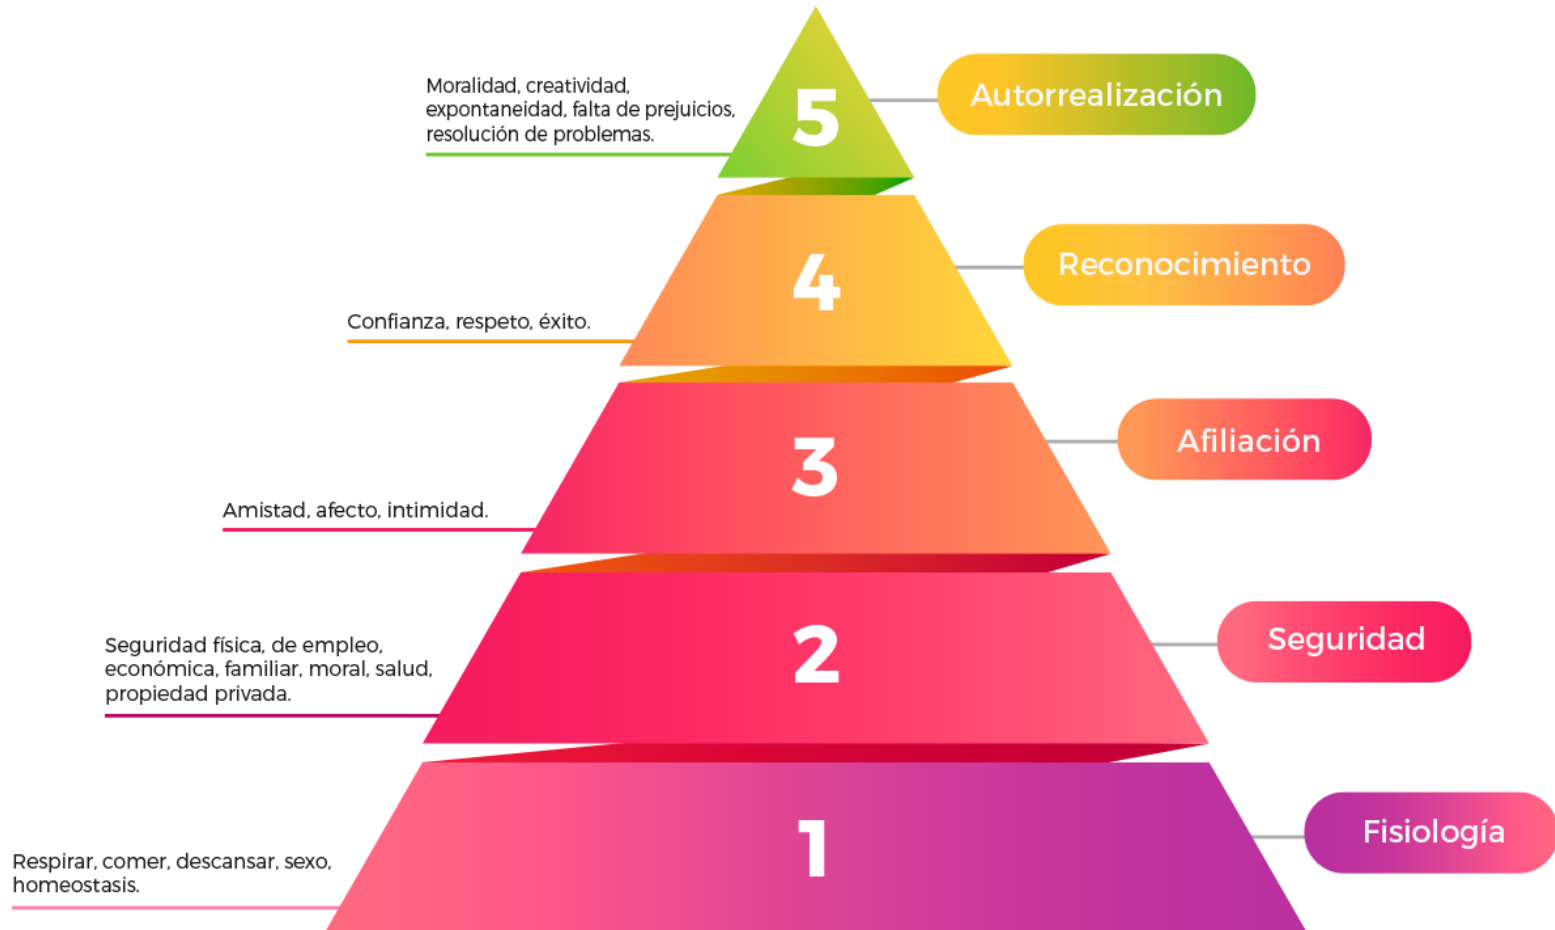 Moralidad, creatividad,
expontaneidad, falta de prejuicios,
resolución de problemas.
5
Autorrealización
Confianza, respeto, éxito.
4
Reconocimiento
Amistad, afecto, intimidad.
3
Afiliación
Seguridad física, de empleo,
económica, familiar, moral, salud,
propiedad privada.
2
Seguridad
Respirar, comer, descansar, sexo,
homeostasis.
1
Fisiología